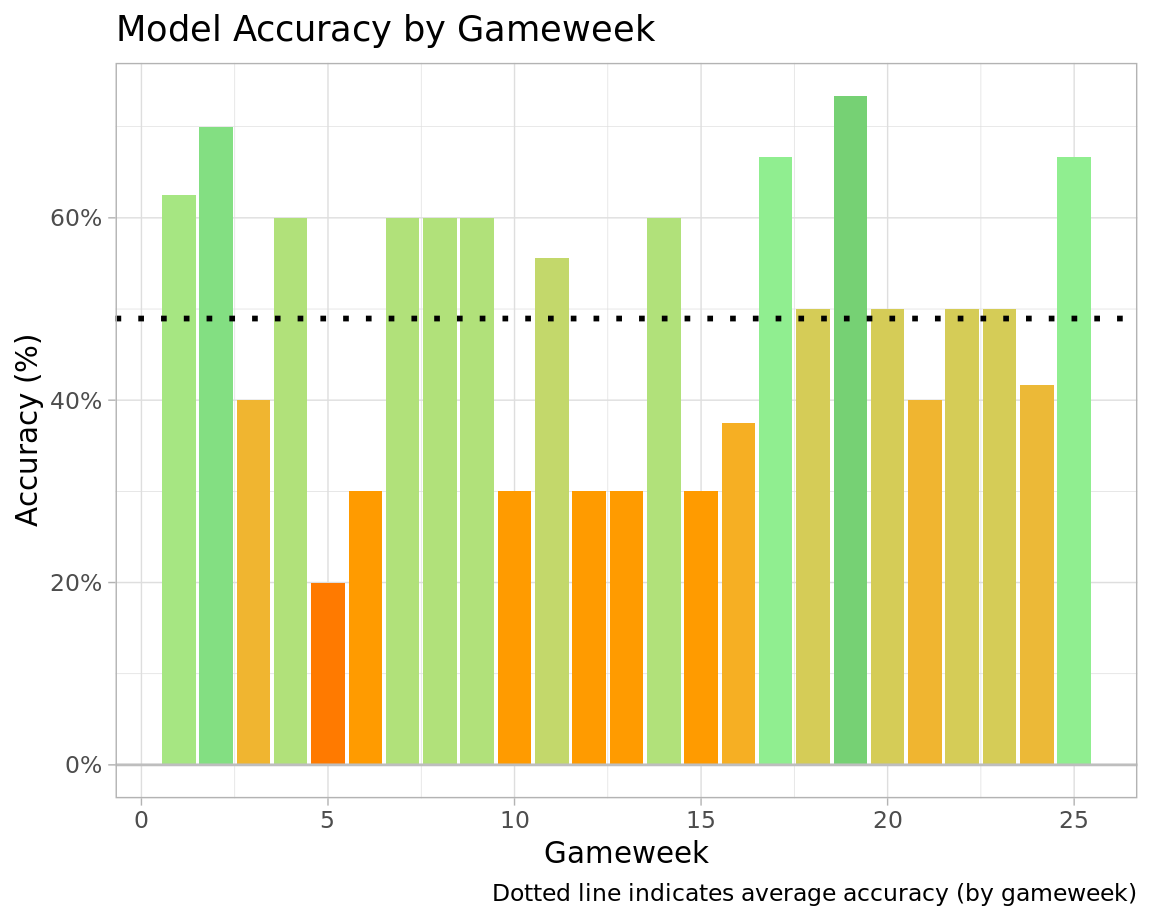 Model Accuracy by Gameweek
Accuracy (%)
60%
40%
20%
0%
0 5 10 15 20 25
Gameweek
Dotted line indicates average accuracy (by gameweek)